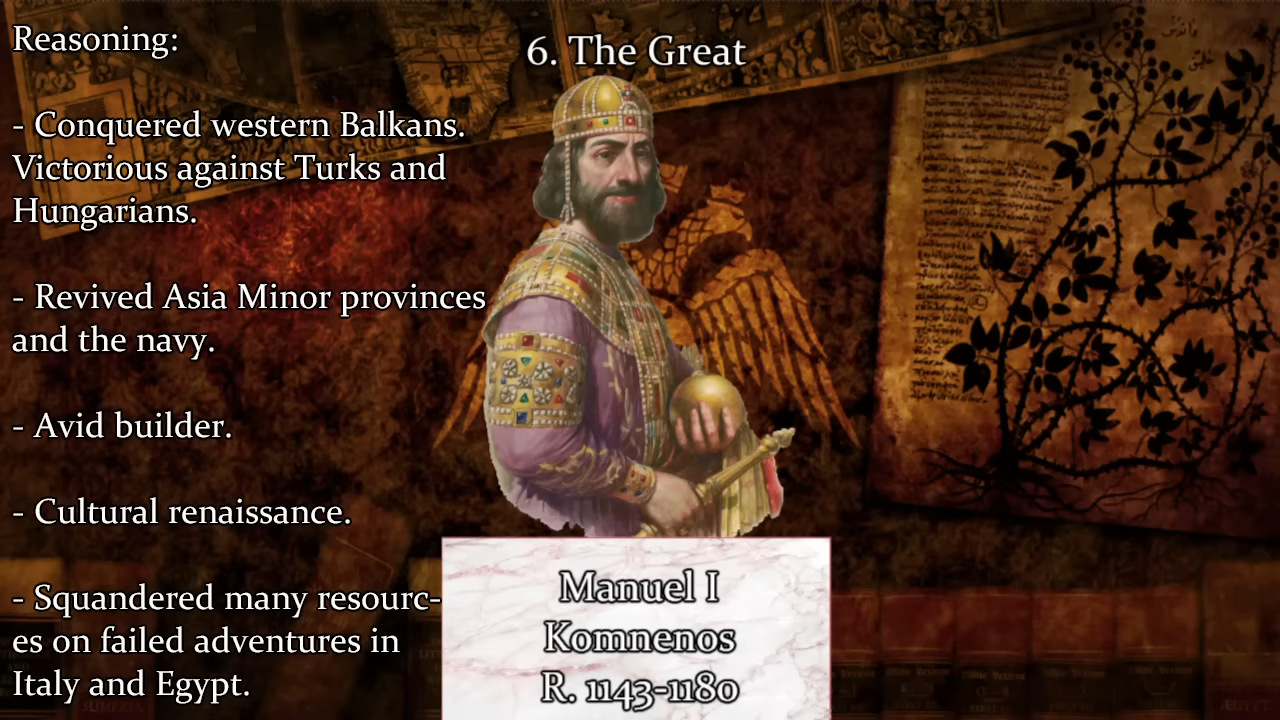 Reasoning:
6. The Great
- Conquered western Balkans.
Victorious against Turks and
Hungarians.
- Revived Asia Minor provinces
and the navy.
- Avid builder.
- Cultural renaissance.
- Squandered many resourc-
es on failed adventures in
Italy and Egypt.
Manuel I
Komnenos
R. 1143-1180